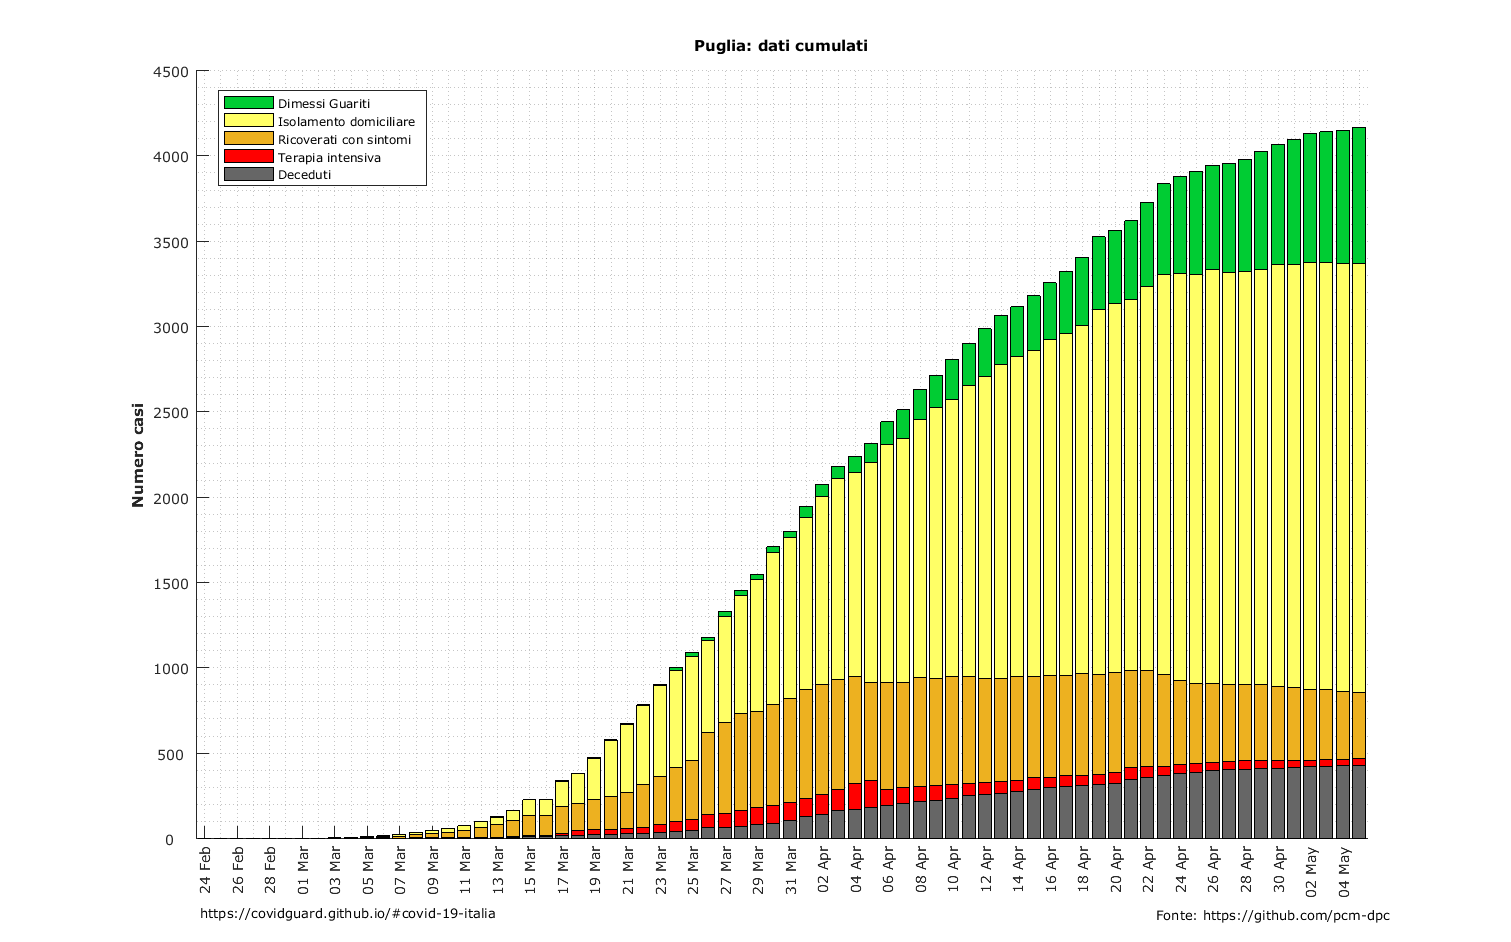 Puglia: dati cumulati
4500
4000
3500
3000
2500
2000
1500
1000
500
0
Numero casi
Dimessi Guariti
Isolamento domiciliare
Ricoverati con sintomi
Terapia intensiva
Deceduti
24 Feb
26 Feb
28 Feb
01 Mar
03 Mar
05 Mar
07 Mar
09 Mar
11 Mar
13 Mar
15 Mar
17 Mar
19 Mar
21 Mar
23 Mar
25 Mar
27 Mar
29 Mar
31 Mar
02 Apr
04 Apr
06 Apr
08 Apr
10 Apr
12 Apr
14 Apr
16 Apr
18 Apr
20 Apr
22 Apr
24 Apr
26 Apr
28 Apr
30 Apr
02 May
04 May
https://covidguard.github.io/#covid-19-italia
Fonte: https://github.com/pcm-dpc